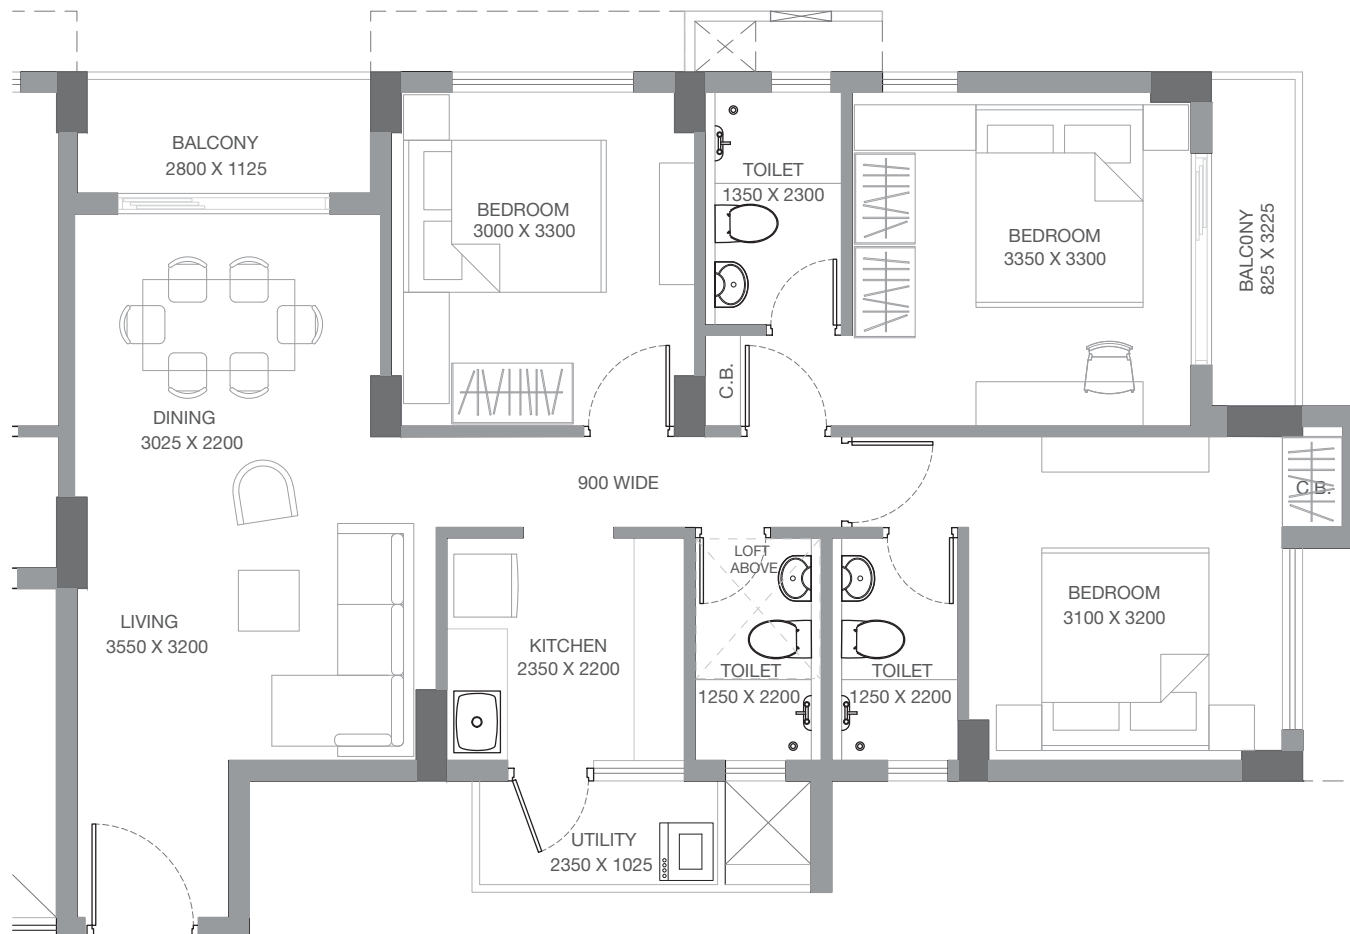 BALCONY
2800 X 1125
BEDROOM
3000 X 3300
TOILET
1350 X 2300
BEDROOM
3350 X 3300
BALCONY
825 X 3225
C.B.
DINING
3025 X 2200
900 WIDE
C.B.
LOFT
ABOVE
LIVING
3550 X 3200
KITCHEN
2350 X 2200
TOILET
1250 X 2200
TOILET
1250 X 2200
BEDROOM
3100 X 3200
UTILITY
2350 X 1025